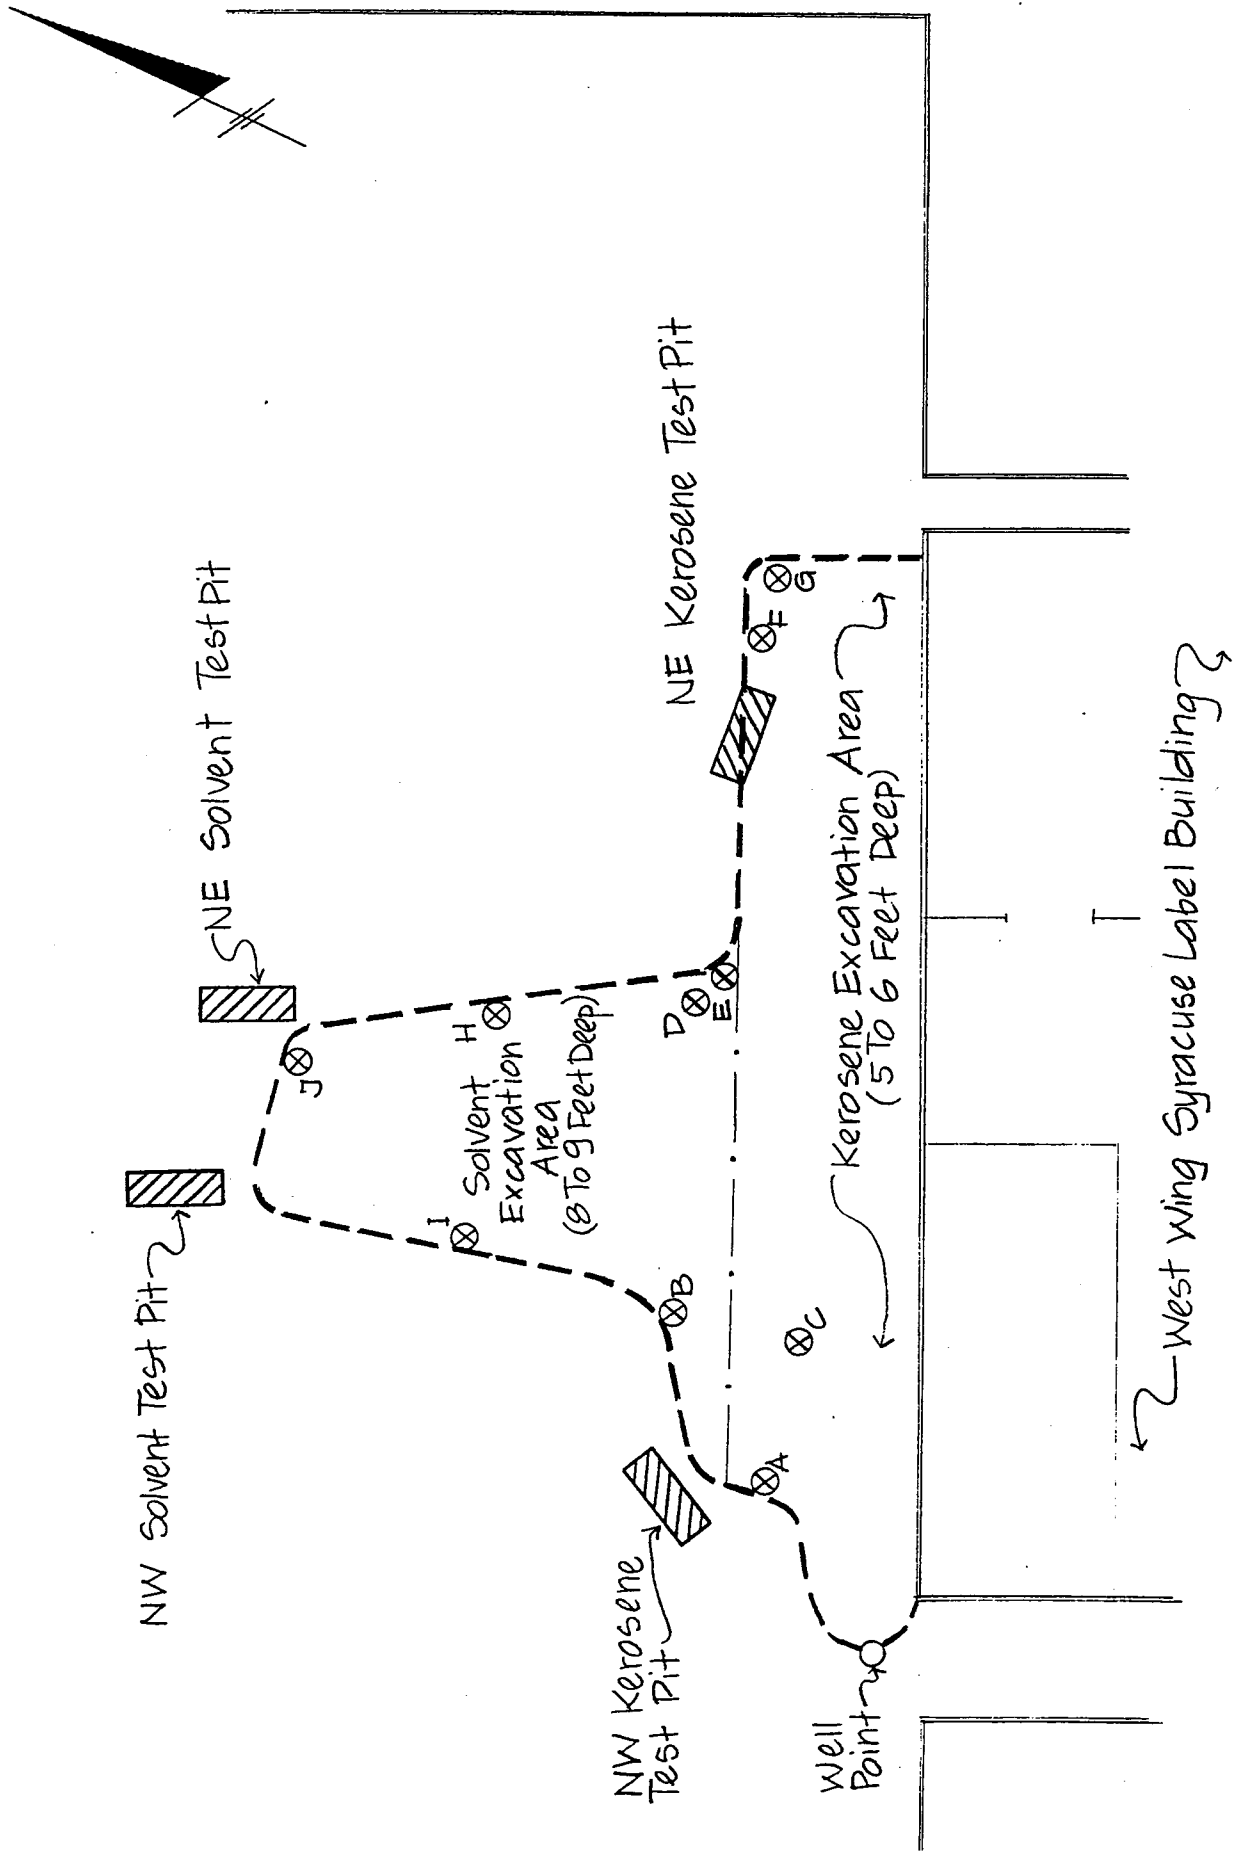 NW Solvent Test Pit
NE Solvent Test Pit
J
I
H
Solvent
Excavation
Area
(8 To 9 Feet Deep)
NW Kerosene
Test Pit
B
D
E
NE Kerosene Test Pit
A
C
F
G
Well
Point
Kerosene Excavation Area
(5 To 6 Feet Deep)
West Wing Syracuse Label Building